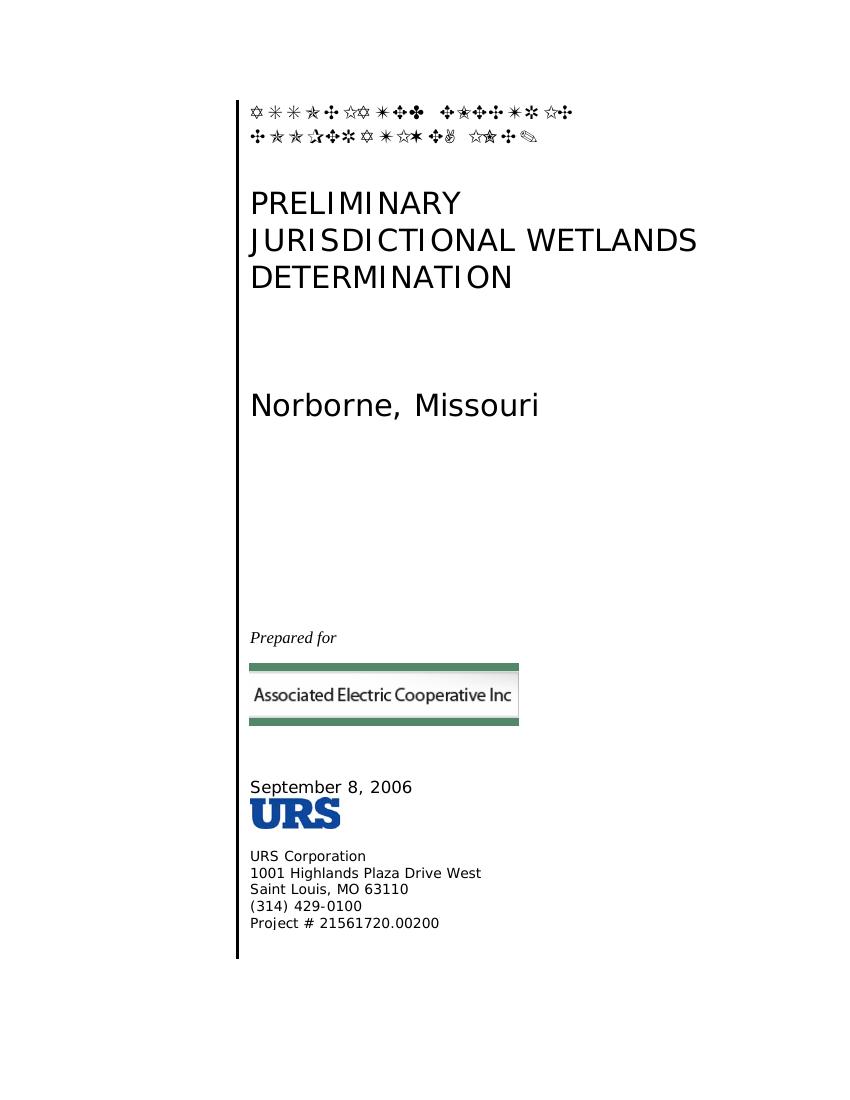 PRELIMINARY
JURISDICTIONAL WETLANDS
DETERMINATION
Norborne, Missouri
Prepared for
Associated Electric Cooperative Inc
September 8, 2006
URS
URS Corporation
1001 Highlands Plaza Drive West
Saint Louis, MO 63110
(314) 429-0100
Project # 21561720.00200